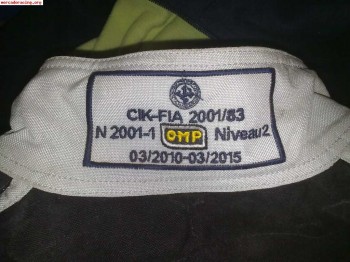 mercadoracing.org
CIK-FIA 2001/83
N 2001-1 OMP Niveau2
03/2010-03/2015